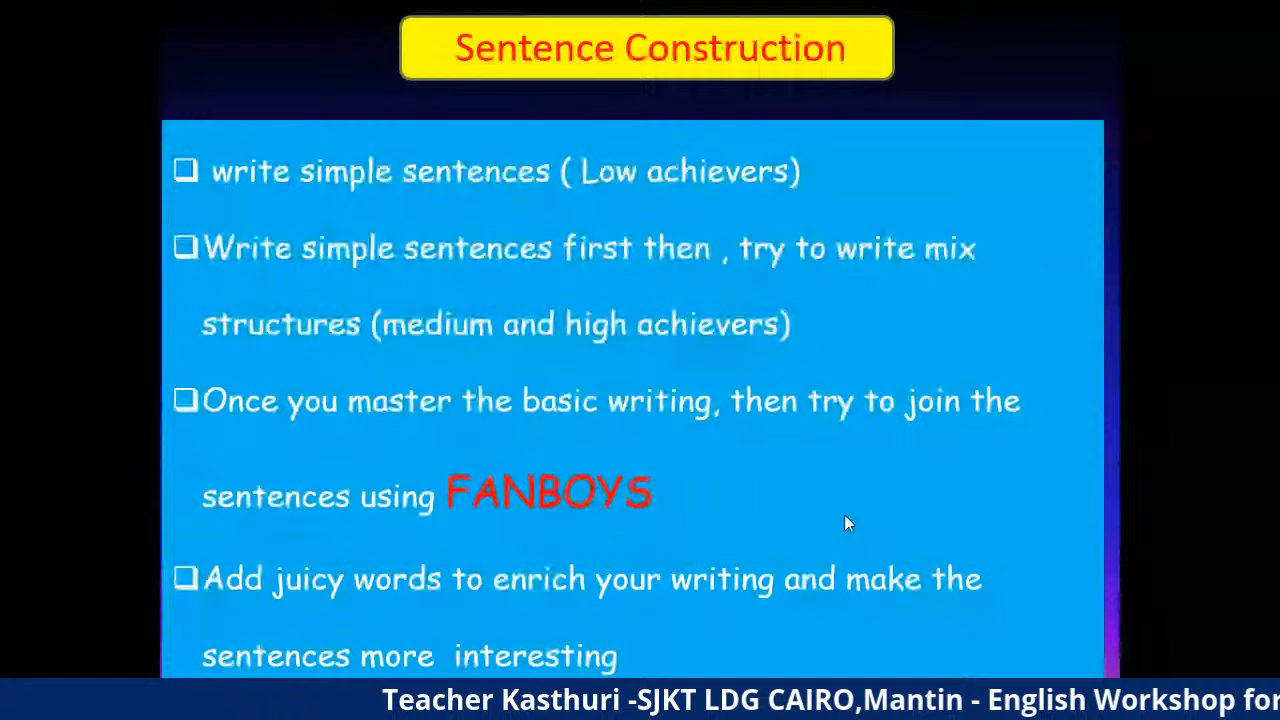 Sentence Construction
❑ write simple sentences ( Low achievers)
❑Write simple sentences first then , try to write mix
structures (medium and high achievers)
❑Once you master the basic writing, then try to join the
sentences using FANBOYS
❑Add juicy words to enrich your writing and make the
sentences more interesting
Teacher Kasthuri -SJKT LDG CAIRO,Mantin - English Workshop for